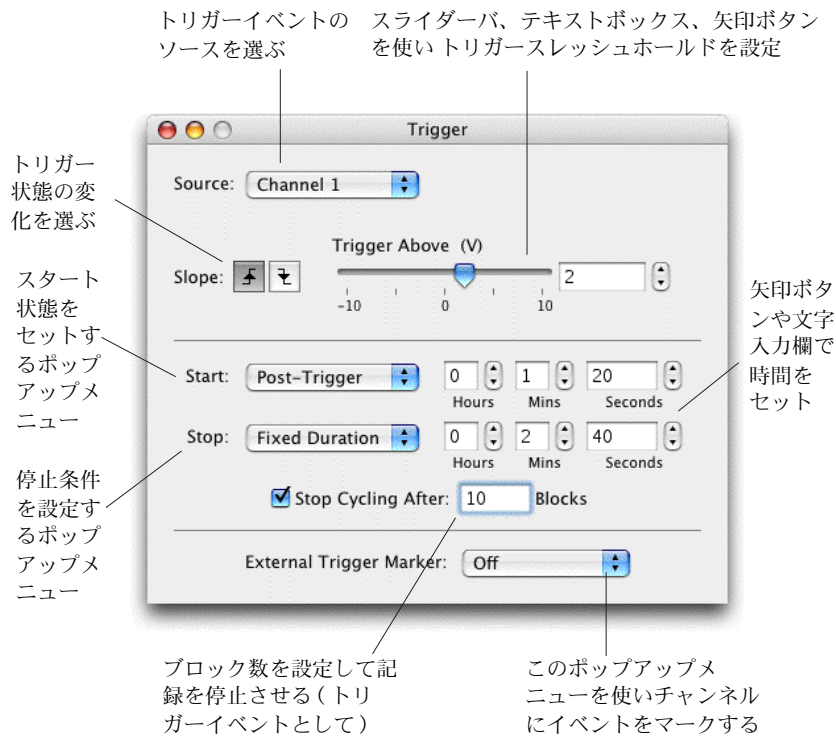 トリガーイベントの
ソースを選ぶ
スライダーバ、テキストボックス、矢印ボタン
を使い トリガースレッシュホールドを設定
Trigger
トリガー
状態の変
化を選ぶ
Source: Channel 1
Trigger Above (V)
Slope: 2
-10 0 10
スタート
状態を
セットす
るポップ
アップメ
ニュー
矢印ボタ
ンや文字
入力欄で
時間を
セット
Start: Post-Trigger 0 1 20
Hours Mins Seconds
Stop: Fixed Duration 0 2 40
Hours Mins Seconds
停止条件
を設定す
るポップ
アップメ
ニュー
Stop Cycling After: 10 Blocks
External Trigger Marker: Off
ブロック数を設定して記
録を停止させる ( トリ
ガーイベントとして )
このポップアップメ
ニューを使いチャンネル
にイベントをマークする